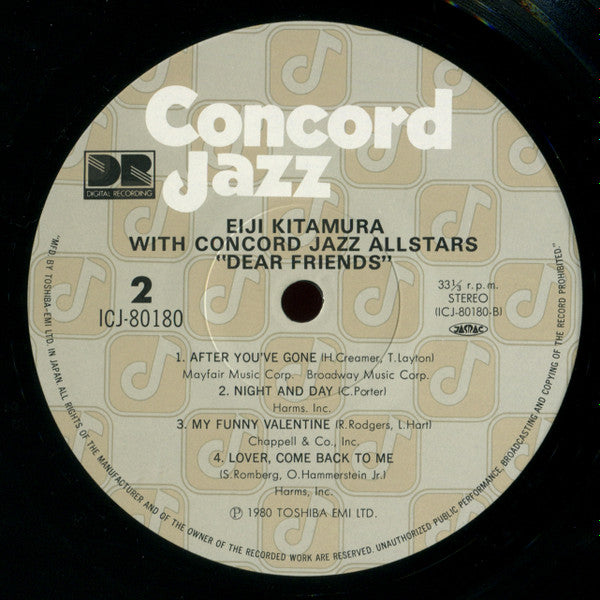 Concord
Jazz
DR
DIGITAL RECORDING
EIJI KITAMURA
WITH CONCORD JAZZ ALLSTARS
"DEAR FRIENDS"
2
ICJ-80180
33⅓ r.p.m.
STEREO
(ICJ-80180-B)
JASRAC
1. AFTER YOU'VE GONE (H.Creamer, T.Layton)
Mayfair Music Corp. Broadway Music Corp.
2. NIGHT AND DAY (C.Porter)
Harms. Inc.
3. MY FUNNY VALENTINE (R.Rodgers, L.Hart)
Chappell & Co., Inc.
4. LOVER, COME BACK TO ME
(S.Romberg, O.Hammerstein Jr.)
Harms, Inc.
Ⓟ 1980 TOSHIBA EMI LTD.
"MFD BY TOSHIBA-EMI LTD. IN JAPAN. ALL RIGHTS OF THE MANUFACTURER AND OF THE OWNER OF THE RECORDED WORK ARE RESERVED. UNAUTHORIZED PUBLIC PERFORMANCE, BROADCASTING AND COPYING OF THE RECORD PROHIBITED."